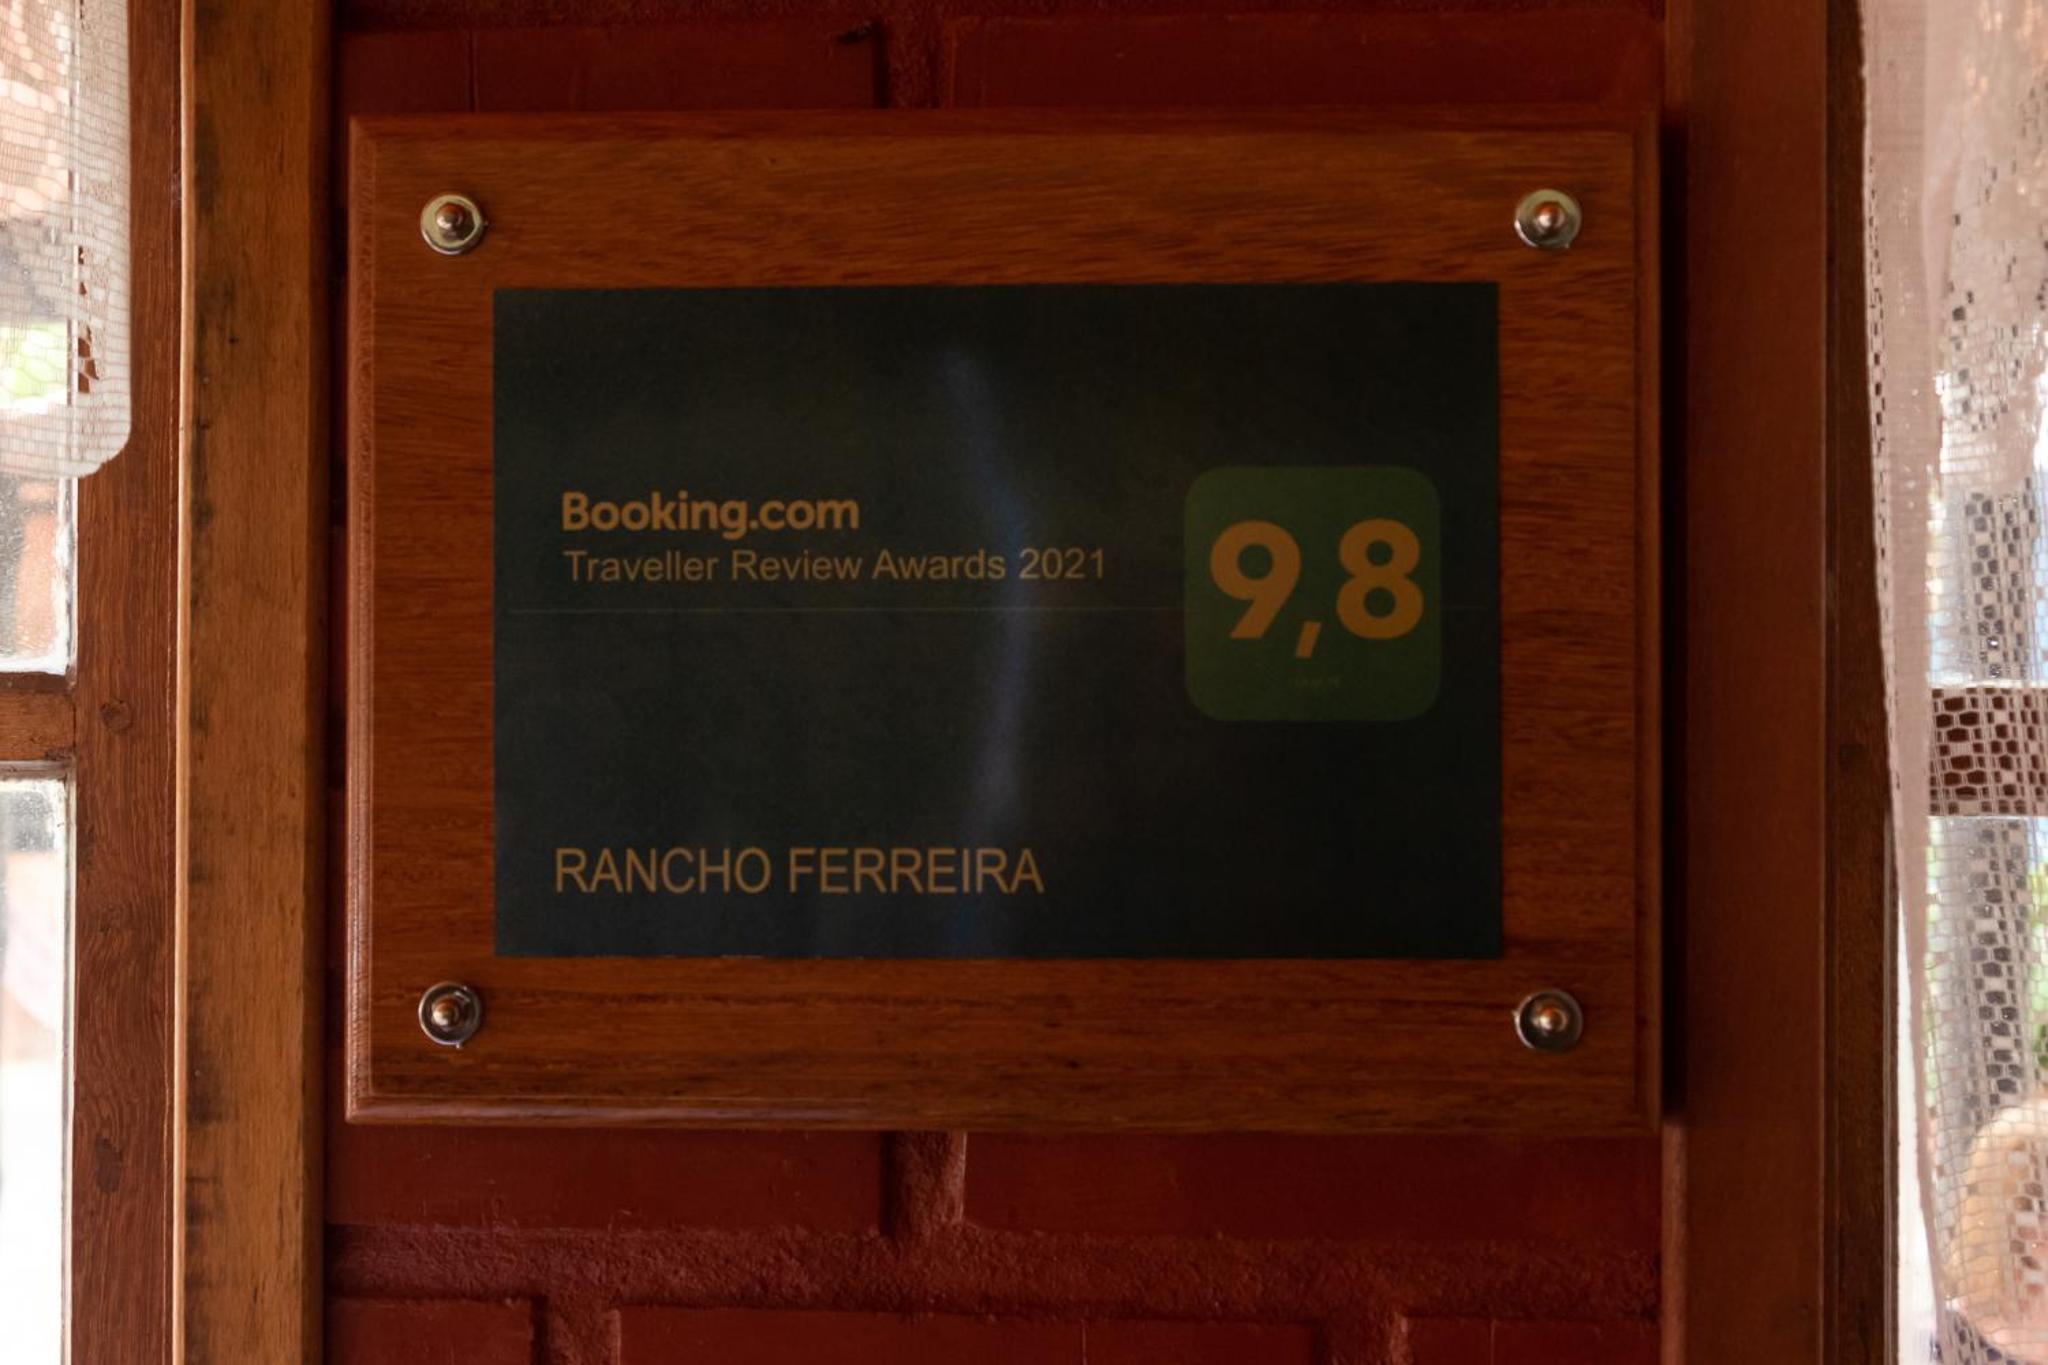 Booking.com
Traveller Review Awards 2021
9,8
RANCHO FERREIRA